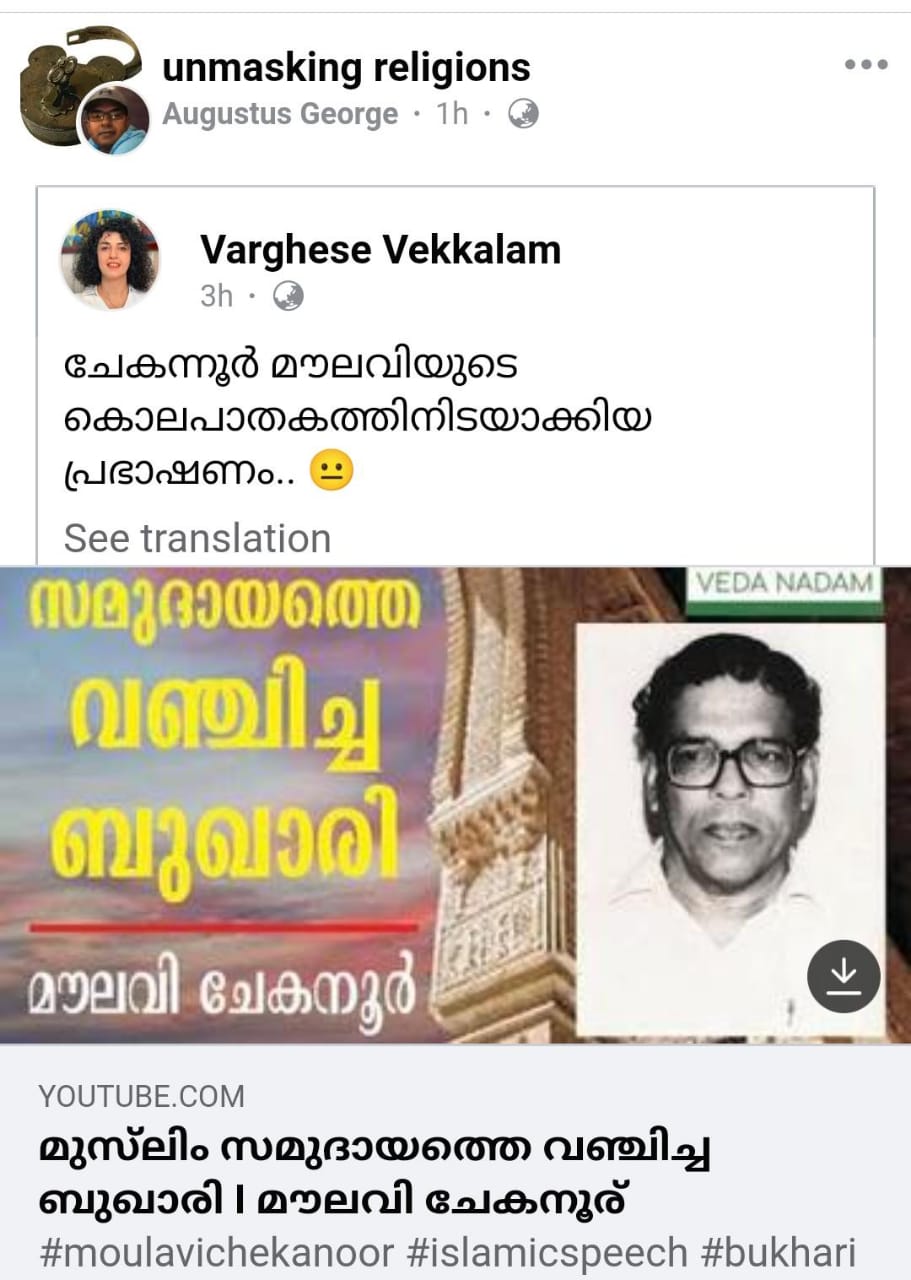 unmasking religions
Augustus George · 1h ·
Varghese Vekkalam
3h ·
ചേകന്നൂർ മൗലവിയുടെ
കൊലപാതകത്തിനിടയാക്കിയ
പ്രഭാഷണം.. 😐
See translation
സമുദായത്തെ
വഞ്ചിച്ച
ബുഖാരി
മൗലവി ചേകനൂർ
VEDA NADAM
YOUTUBE.COM
മുസ്ലിം സമുദായത്തെ വഞ്ചിച്ച
ബുഖാരി I മൗലവി ചേകനൂര്
#moulavichekanoor #islamicspeech #bukhari